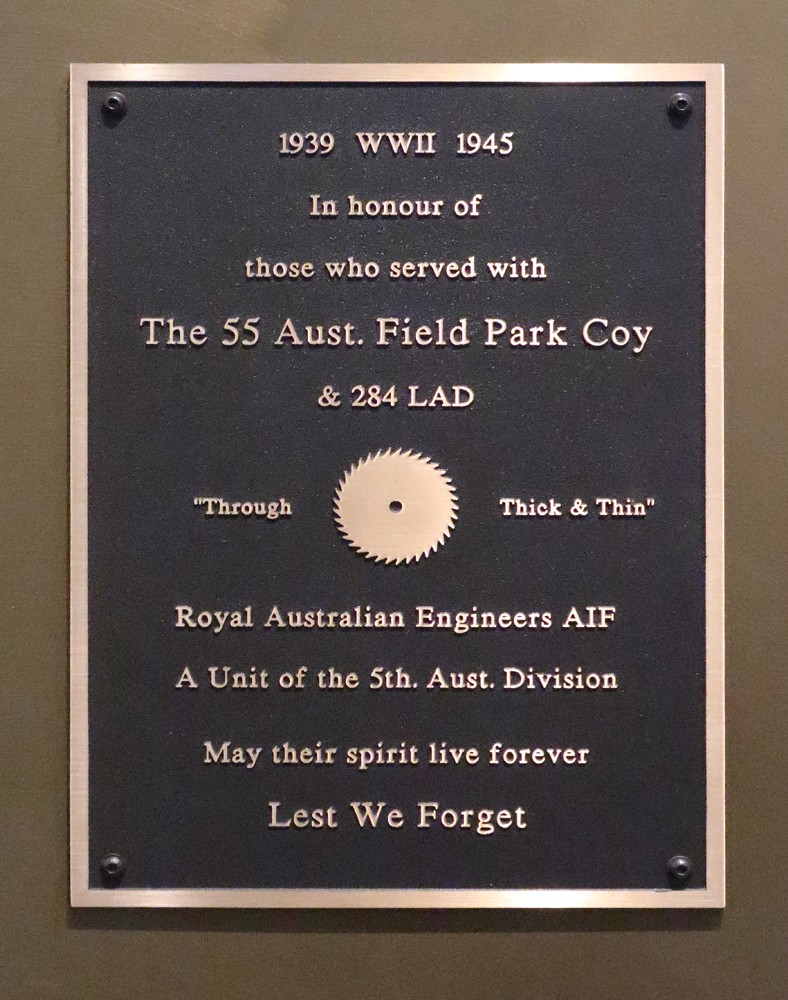 1939 WWII 1945
In honour of
those who served with
The 55 Aust. Field Park Coy
& 284 LAD
"Through Thick & Thin"
Royal Australian Engineers AIF
A Unit of the 5th. Aust. Division
May their spirit live forever
Lest We Forget